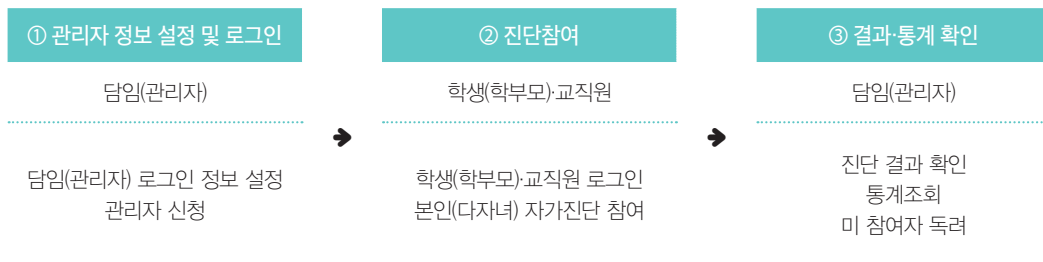 ① 관리자 정보 설정 및 로그인
담임(관리자)
담임(관리자) 로그인 정보 설정
관리자 신청
② 진단참여
학생(학부모)·교직원
학생(학부모)·교직원 로그인
본인(다자녀) 자가진단 참여
③ 결과·통계 확인
담임(관리자)
진단 결과 확인
통계조회
미 참여자 독려